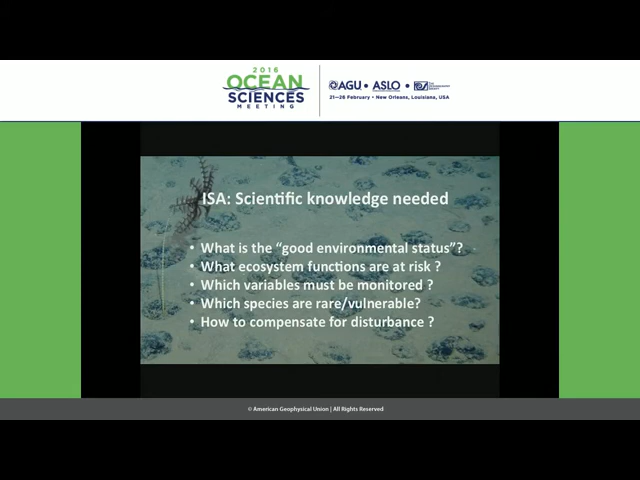 2016
OCEAN
SCIENCES
MEETING
AGU • ASLO •
21–26 February • New Orleans, Louisiana, USA
ISA: Scientific knowledge needed
• What is the “good environmental status”?
• What ecosystem functions are at risk ?
• Which variables must be monitored ?
• Which species are rare/vulnerable?
• How to compensate for disturbance ?
© American Geophysical Union | All Rights Reserved